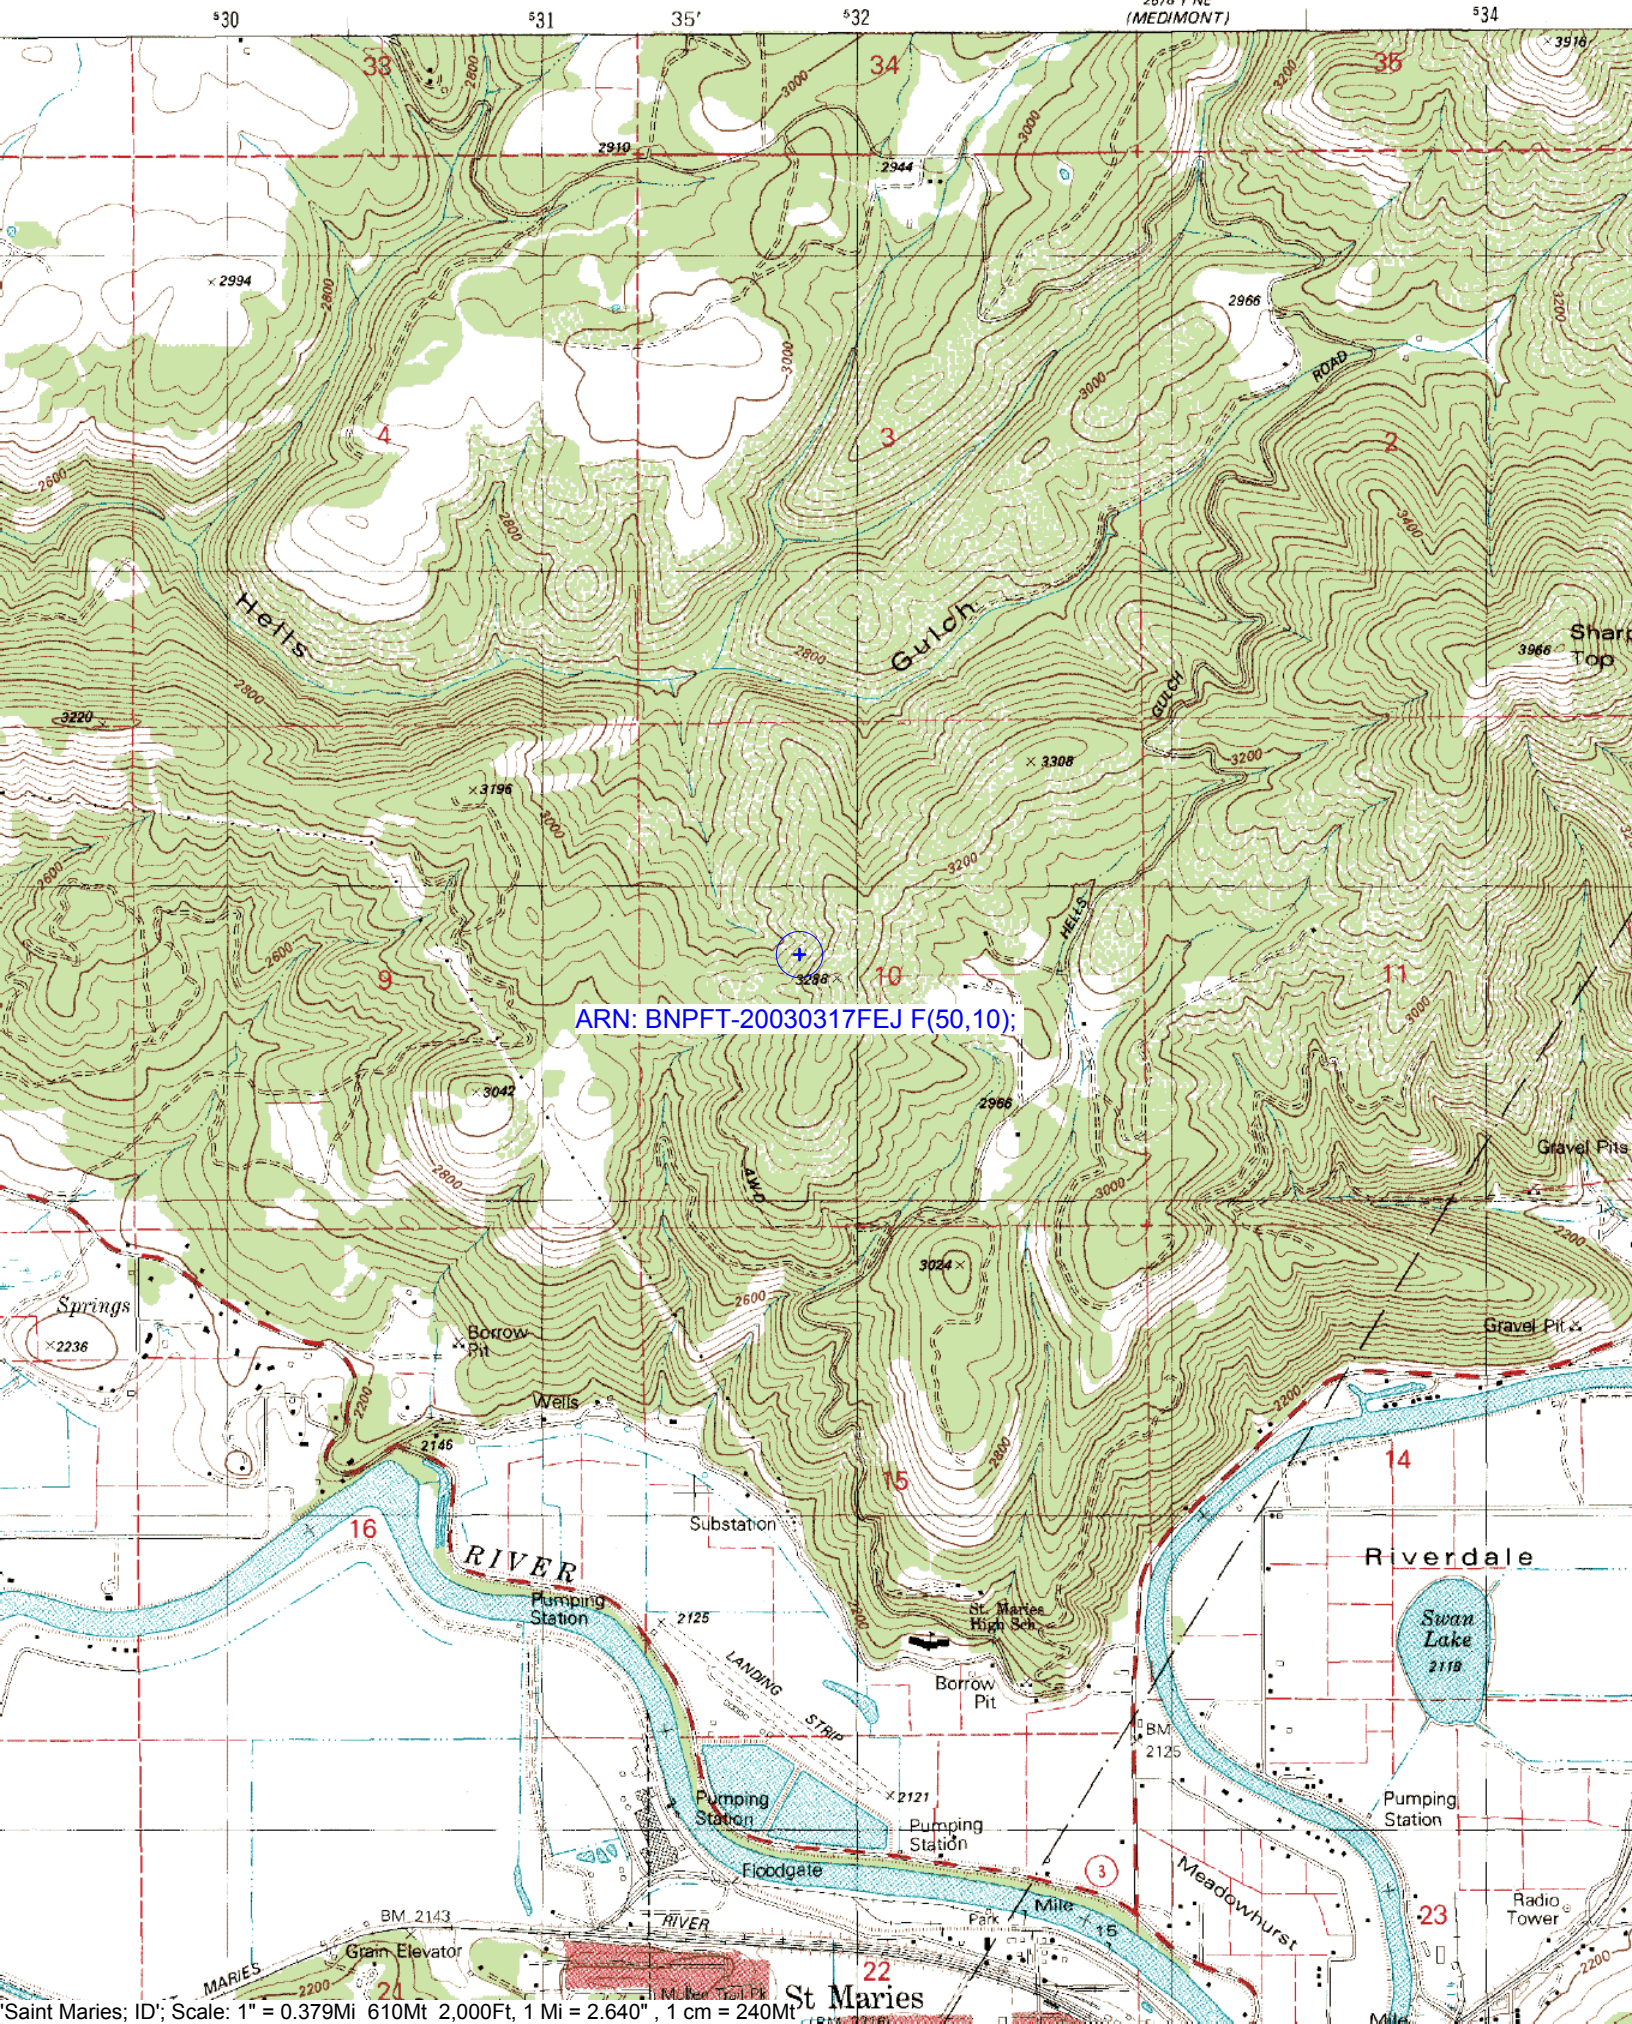 ⁵30
⁵31
35'
⁵32
(MEDIMONT)
⁵34
3916
33
2800
3000
34
3200
35
3000
2910
2944
2994
2800
2966
3200
3000
ROAD
3000
4
3
2
2600
2800
3400
Hells
Gulch
2800
Sharp
Top
3966
2800
GULCH
3220
3308
3200
3196
3000
3200
2600
HELLS
2600
9
3288
10
11
ARN: BNPFT-20030317FEJ F(50,10);
3000
3042
2966
Gravel Pits
2800
4WD
3000
2200
3024
Springs
2600
2236
Borrow
Pit
Gravel Pit
2200
Wells
2200
2146
2800
14
15
Substation
16
RIVER
Riverdale
Pumping
Station
2125
2200
St. Maries
High Sch
Swan
Lake
2118
LANDING
STRIP
Borrow
Pit
BM
2125
Pumping
Station
2121
Pumping
Station
Pumping
Station
Floodgate
3
Meadowhurst
Mile
15
Park
Radio
Tower
23
BM 2143
RIVER
Grain Elevator
MARIES
2200
21
22
2200
St Maries
Mile
'Saint Maries; ID'; Scale: 1" = 0.379Mi 610Mt 2,000Ft, 1 Mi = 2.640" , 1 cm = 240Mt